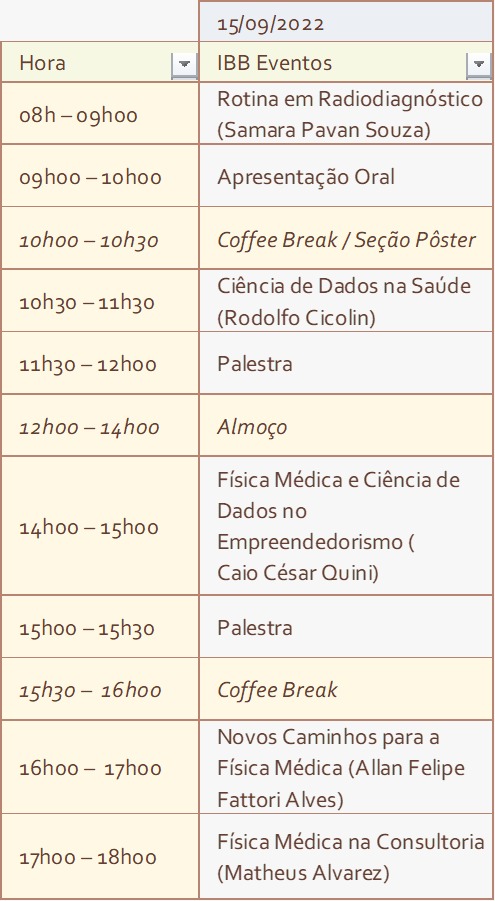 15/09/2022
Hora
IBB Eventos
08h – 09h00
Rotina em Radiodiagnóstico
(Samara Pavan Souza)
09h00 – 10h00
Apresentação Oral
10h00 – 10h30
Coffee Break / Seção Pôster
10h30 – 11h30
Ciência de Dados na Saúde
(Rodolfo Cicolin)
11h30 – 12h00
Palestra
12h00 – 14h00
Almoço
14h00 – 15h00
Física Médica e Ciência de
Dados no
Empreendedorismo (
Caio César Quini)
15h00 – 15h30
Palestra
15h30 – 16h00
Coffee Break
16h00 – 17h00
Novos Caminhos para a
Física Médica (Allan Felipe
Fattori Alves)
17h00 – 18h00
Física Médica na Consultoria
(Matheus Alvarez)